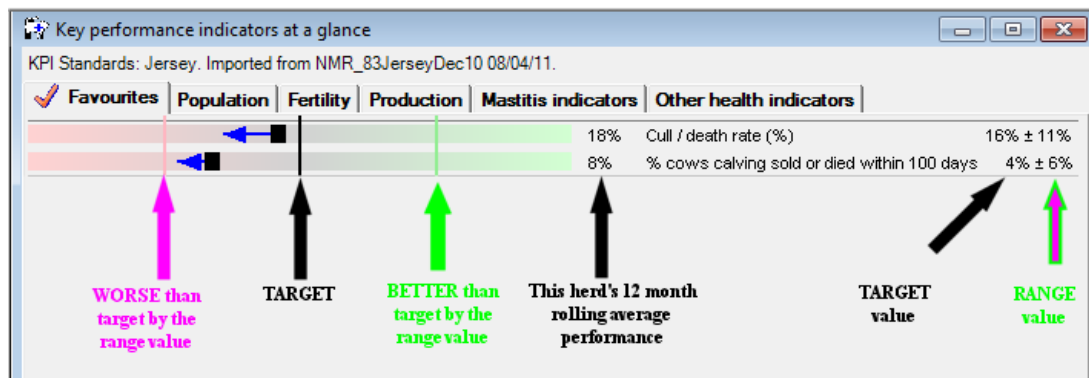 Key performance indicators at a glance
KPI Standards: Jersey. Imported from NMR_83JerseyDec10 08/04/11.
Favourites Population Fertility Production Mastitis indicators Other health indicators
18% Cull / death rate (%) 16% ± 11%
8% % cows calving sold or died within 100 days 4% ± 6%
WORSE than
target by the
range value
TARGET
BETTER than
target by the
range value
This herd's 12 month
rolling average
performance
TARGET
value
RANGE
value